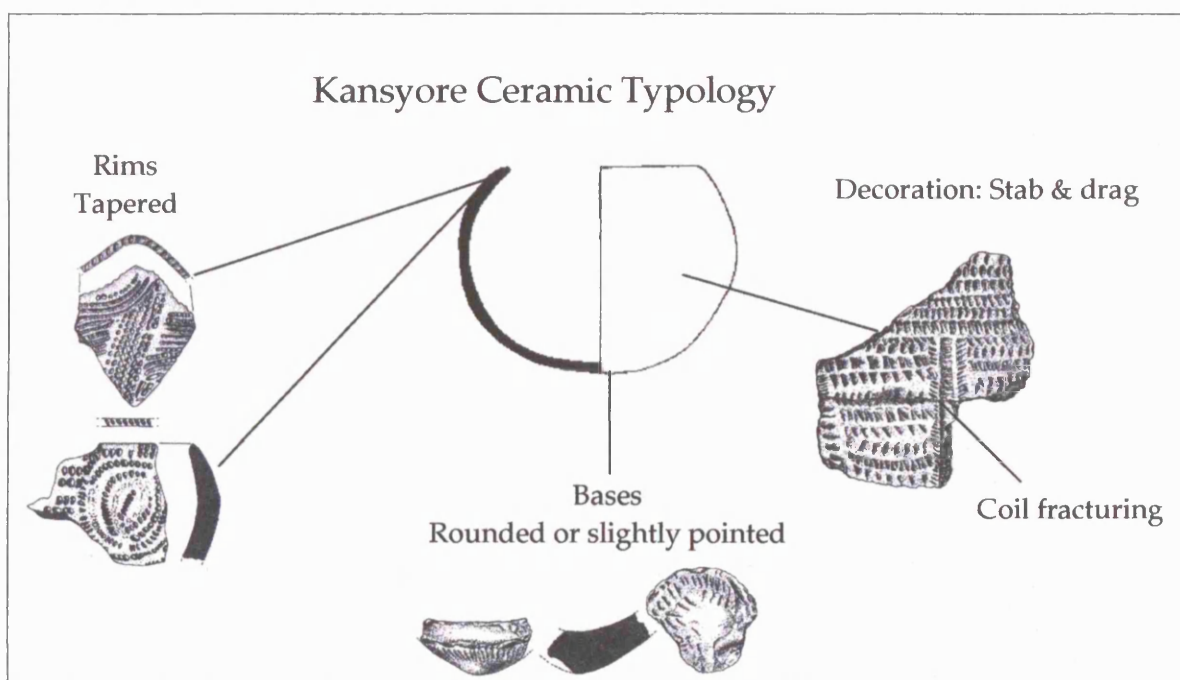 Kansyore Ceramic Typology
Rims
Tapered
Decoration: Stab & drag
Coil fracturing
Bases
Rounded or slightly pointed